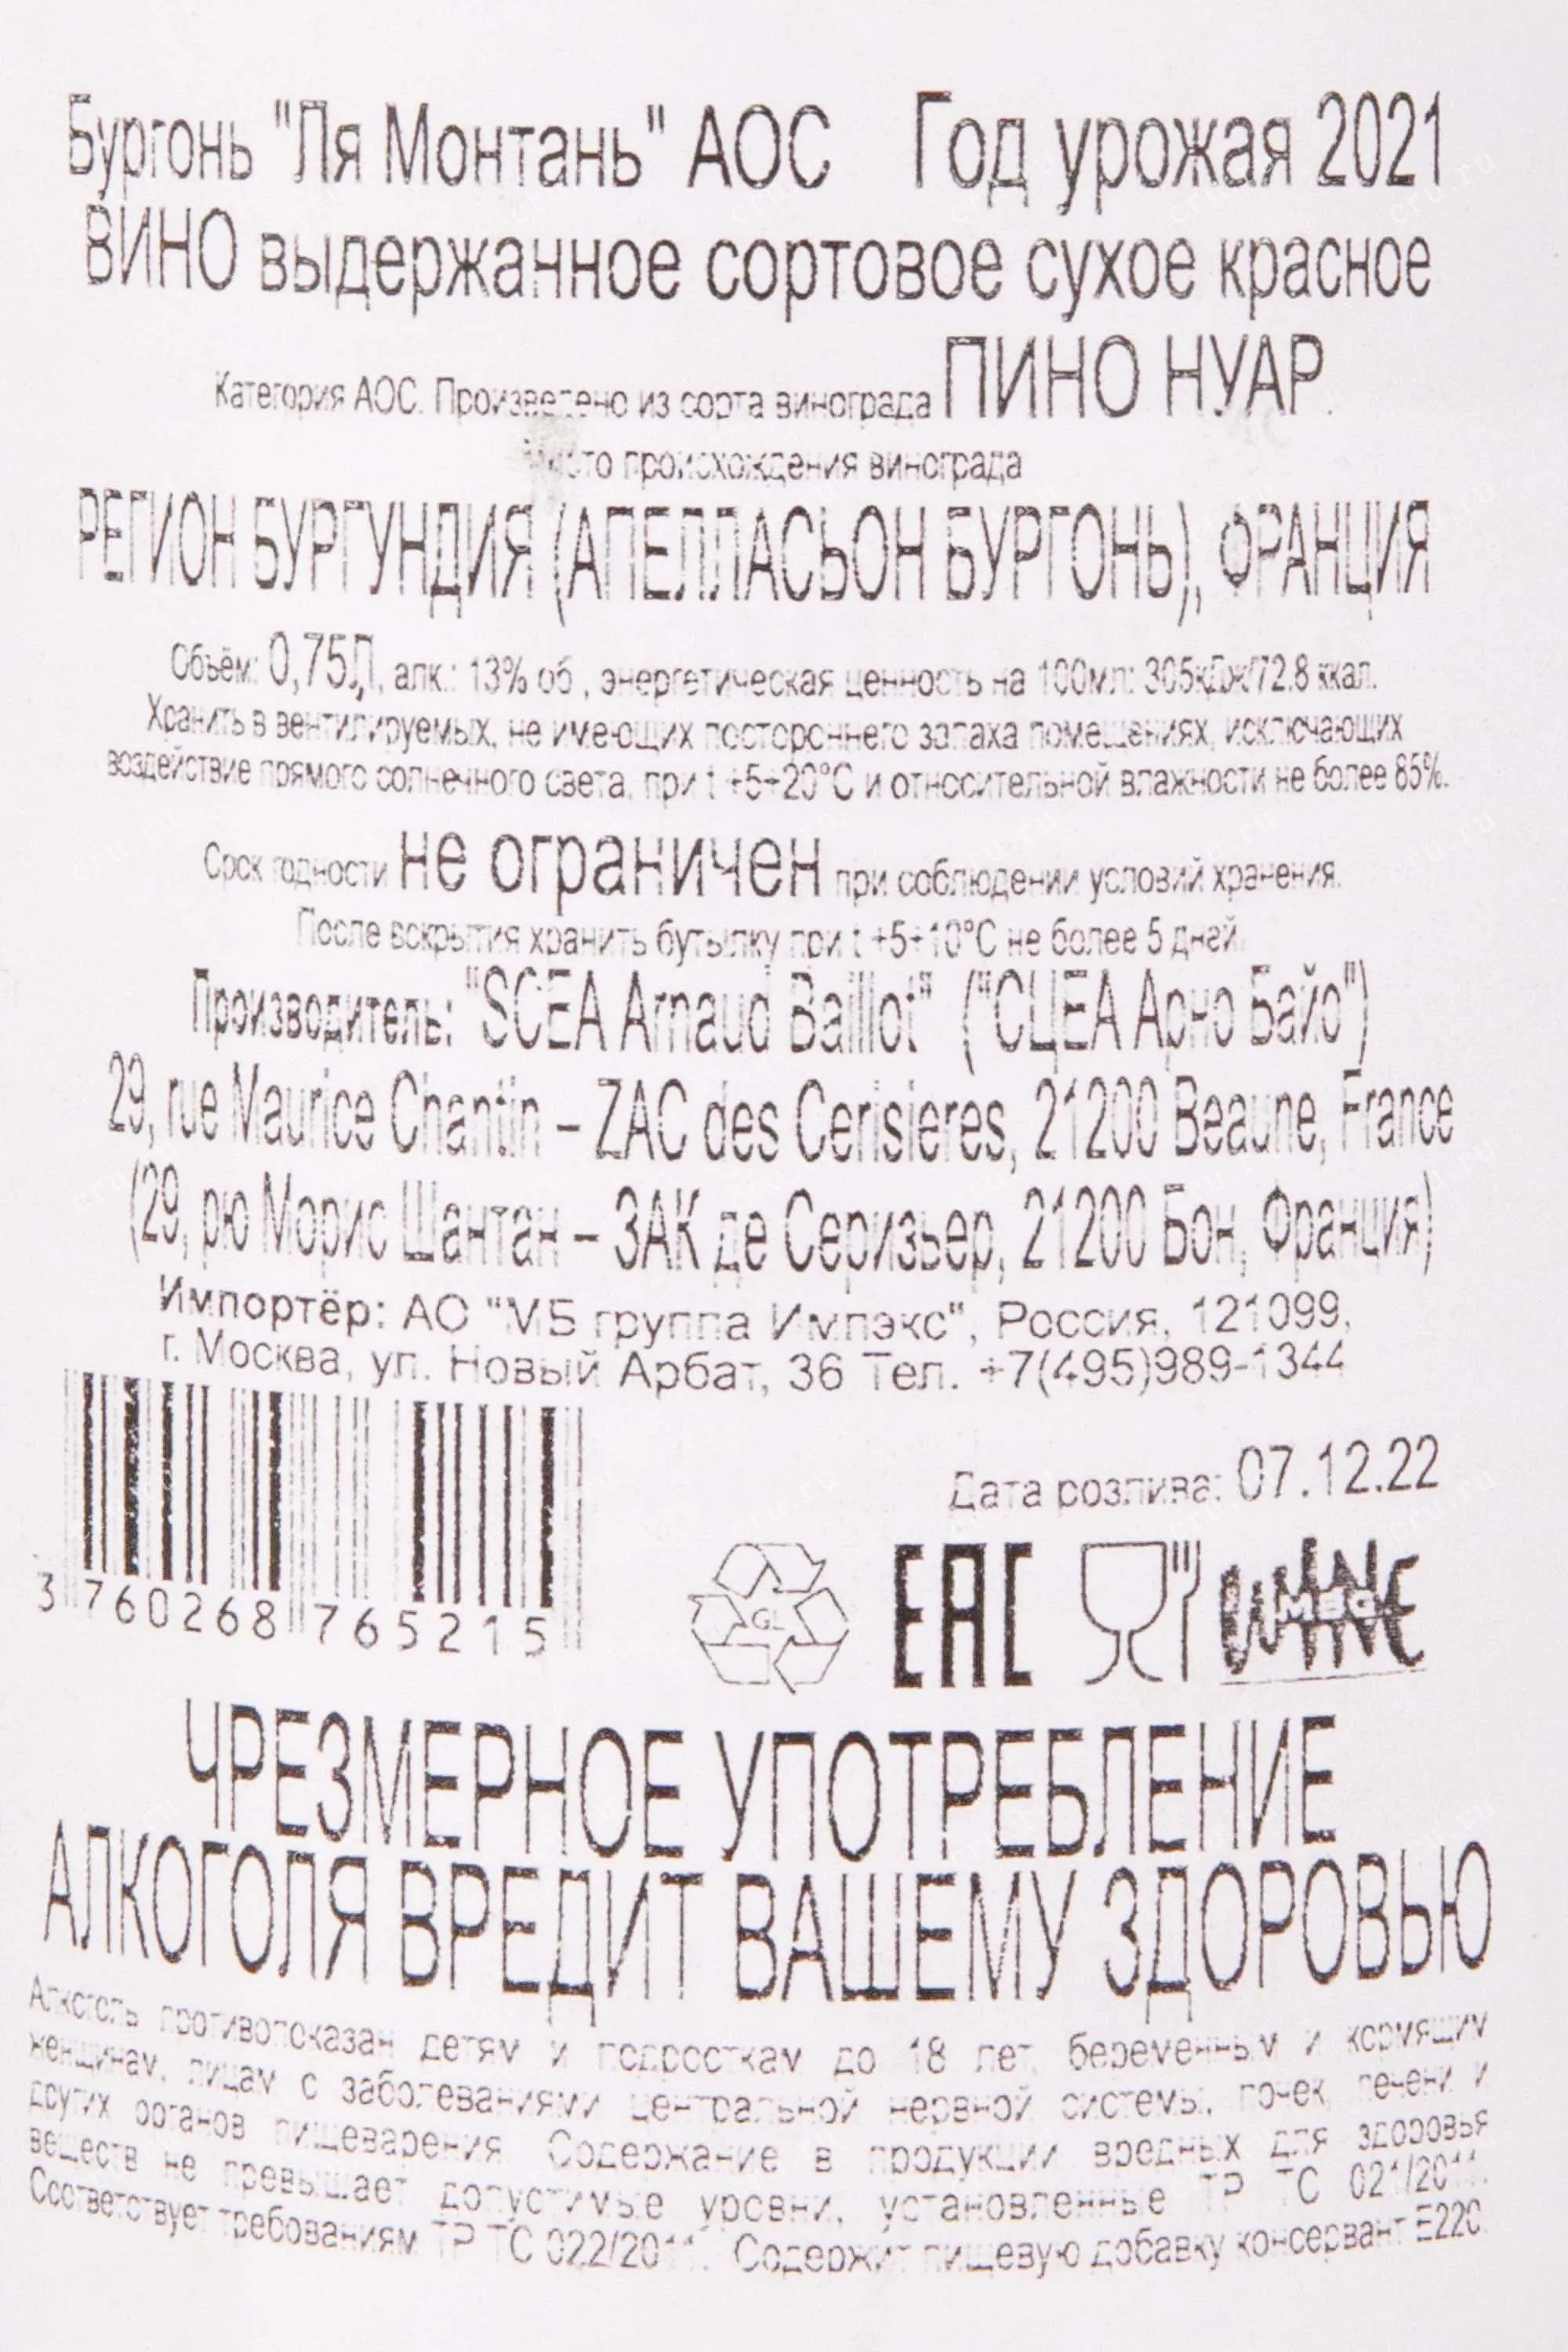 Бургонь "Ля Монтань" АОС Год урожая 2021
ВИНО выдержанное сортовое сухое красное
Категория АОС. Произведено из сорта винограда ПИНО НУАР.
Место происхождения винограда
РЕГИОН БУРГУНДИЯ (АПЕЛЛАСЬОН БУРГОНЬ), ФРАНЦИЯ
Объём: 0,75Л, алк.: 13% об., энергетическая ценность на 100мл: 305кДж/72.8 ккал.
Хранить в вентилируемых, не имеющих постороннего запаха помещениях, исключающих
воздействие прямого солнечного света, при t +5+20°С и относительной влажности не более 85%.
Срок годности не ограничен при соблюдении условий хранения.
После вскрытия хранить бутылку при t +5+10°С не более 5 дней.
Производитель: "SCEA Arnaud Baillot" ("СЦЕА Арно Байо")
29, rue Maurice Chantin – ZAC des Cerisieres, 21200 Beaune, France
(29, рю Морис Шантан – ЗАК де Серизьер, 21200 Бон, Франция)
Импортёр: АО "МБ группа Импэкс", Россия, 121099,
г. Москва, ул. Новый Арбат, 36 Тел. +7(495)989-1344
Дата розлива: 07.12.22
3 760268 765215
GL
EAC
WINE
ЧРЕЗМЕРНОЕ УПОТРЕБЛЕНИЕ
АЛКОГОЛЯ ВРЕДИТ ВАШЕМУ ЗДОРОВЬЮ
Алкоголь противопоказан детям и подросткам до 18 лет, беременным и кормящим
женщинам, лицам с заболеваниями центральной нервной системы, почек, печени и
других органов пищеварения. Содержание в продукции вредных для здоровья
веществ не превышает допустимые уровни, установленные ТР ТС 021/2011.
Соответствует требованиям ТР ТС 022/2011. Содержит пищевую добавку консервант Е220.